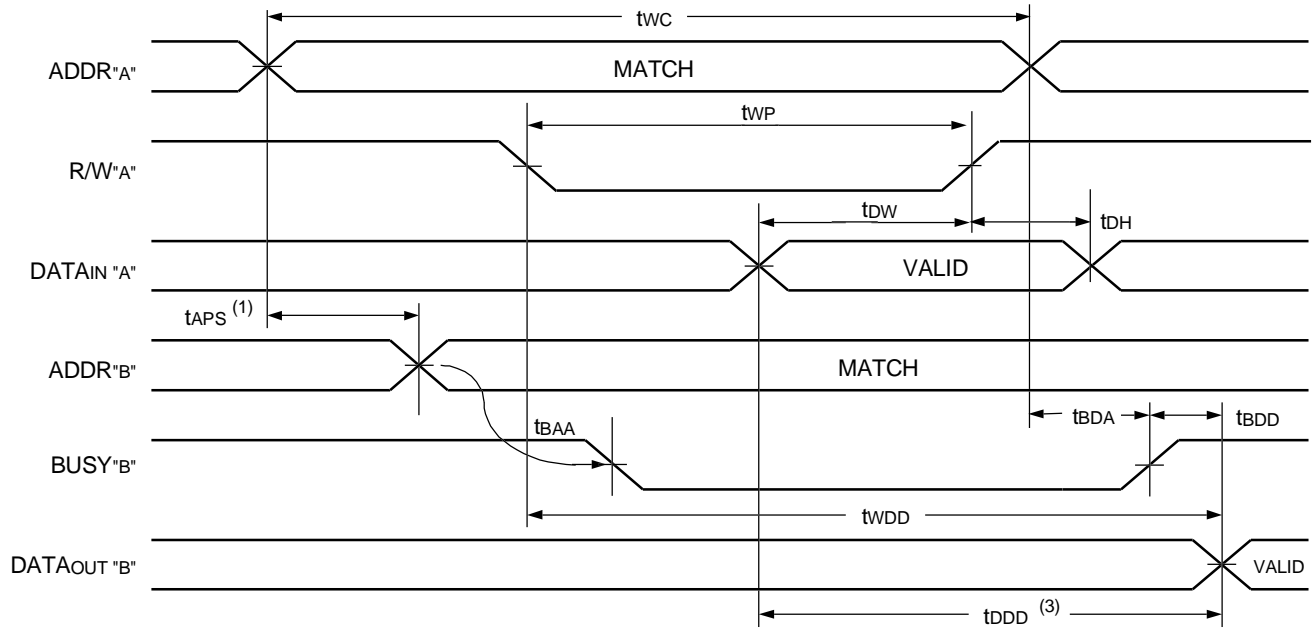 tWC
ADDR"A"
MATCH
tWP
R/W"A"
tDW
tDH
DATAIN "A"
VALID
tAPS (1)
ADDR"B"
MATCH
tBAA
tBDA
tBDD
BUSY"B"
tWDD
DATAOUT "B"
VALID
tDDD (3)